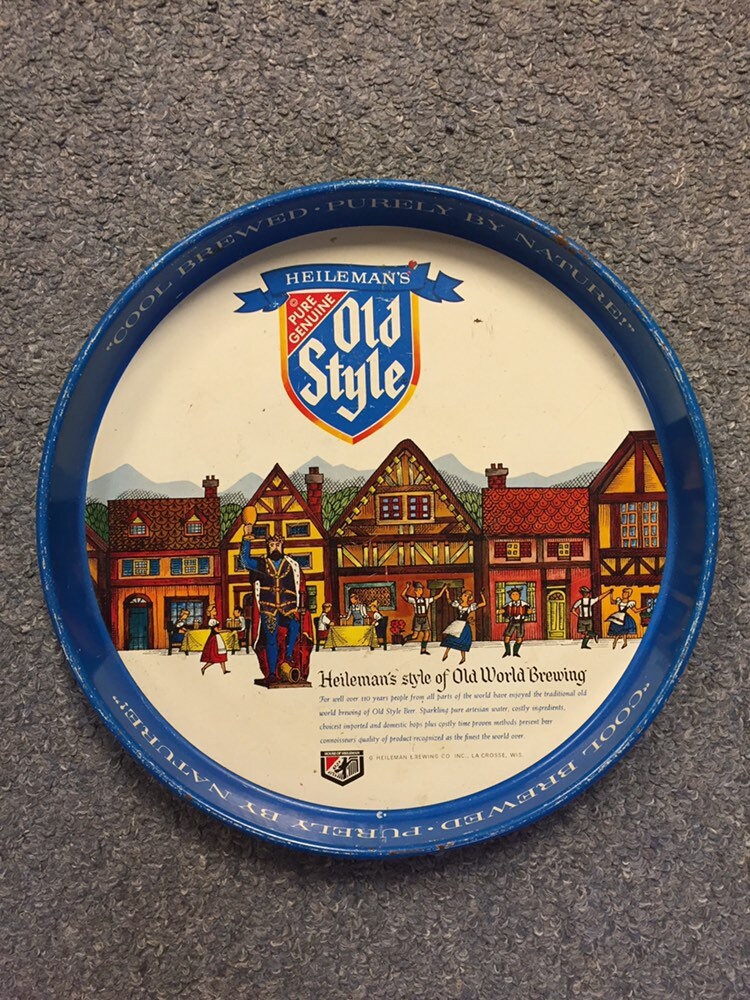 "COOL BREWED · PURELY BY NATURE!"
HEILEMAN'S
© PURE
GENUINE
Old
Style
Heileman's style of Old World Brewing
For well over 110 years people from all parts of the world have enjoyed the traditional old
world brewing of Old Style Beer. Sparkling pure artesian water, costly ingredients,
choicest imported and domestic hops plus costly time proven methods present beer
connoisseurs quality of product recognized as the finest the world over
HOUSE OF HEILEMAN
G HEILEMAN BREWING CO. INC., LA CROSSE, WIS.
"COOL BREWED · PURELY BY NATURE!"